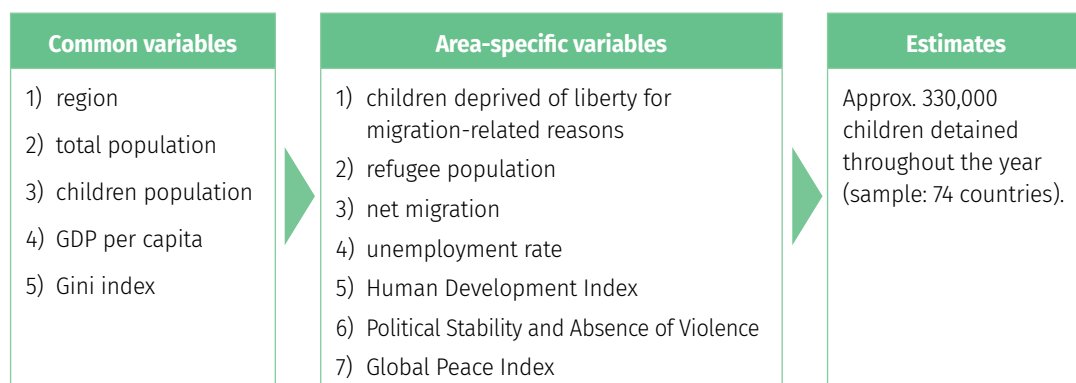 Common variables
1) region
2) total population
3) children population
4) GDP per capita
5) Gini index
Area-specific variables
1) children deprived of liberty for
migration-related reasons
2) refugee population
3) net migration
4) unemployment rate
5) Human Development Index
6) Political Stability and Absence of Violence
7) Global Peace Index
Estimates
Approx. 330,000
children detained
throughout the year
(sample: 74 countries).